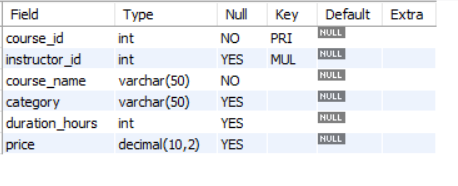 Field Type Null Key Default Extra
course_id int NO PRI NULL
instructor_id int YES MUL NULL
course_name varchar(50) NO NULL
category varchar(50) YES NULL
duration_hours int YES NULL
price decimal(10,2) YES NULL